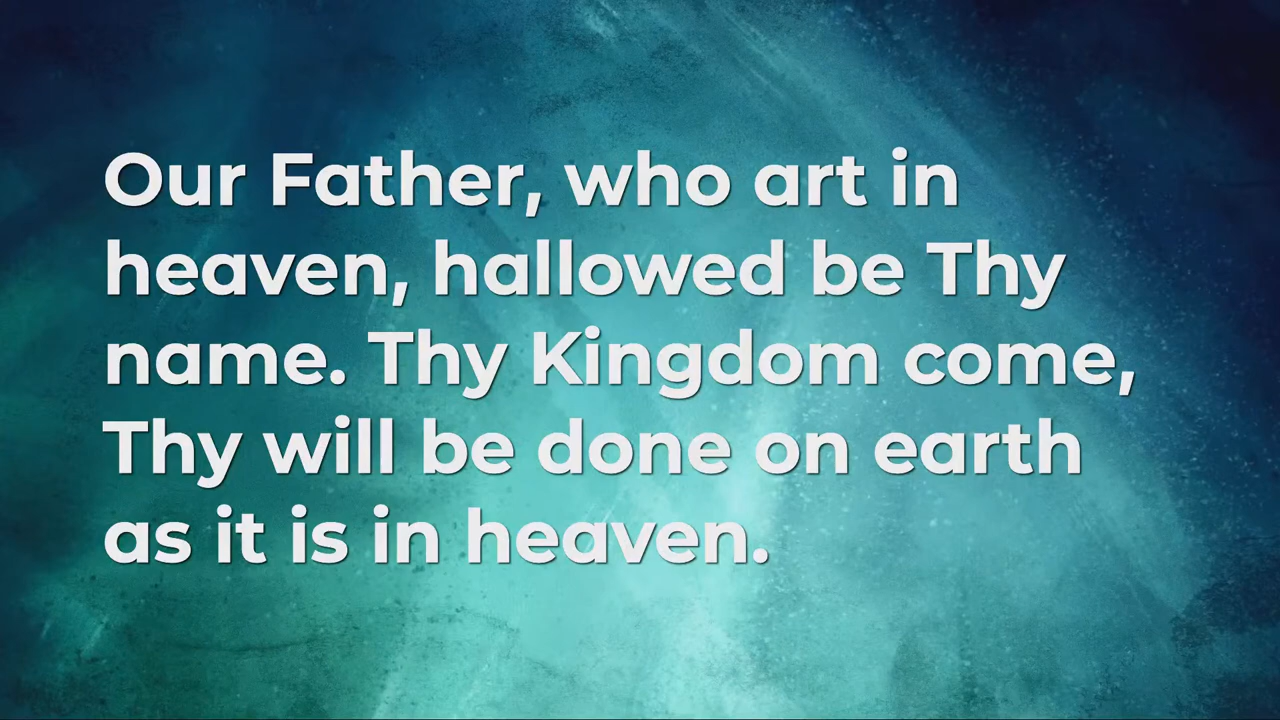 Our Father, who art in
heaven, hallowed be Thy
name. Thy Kingdom come,
Thy will be done on earth
as it is in heaven.